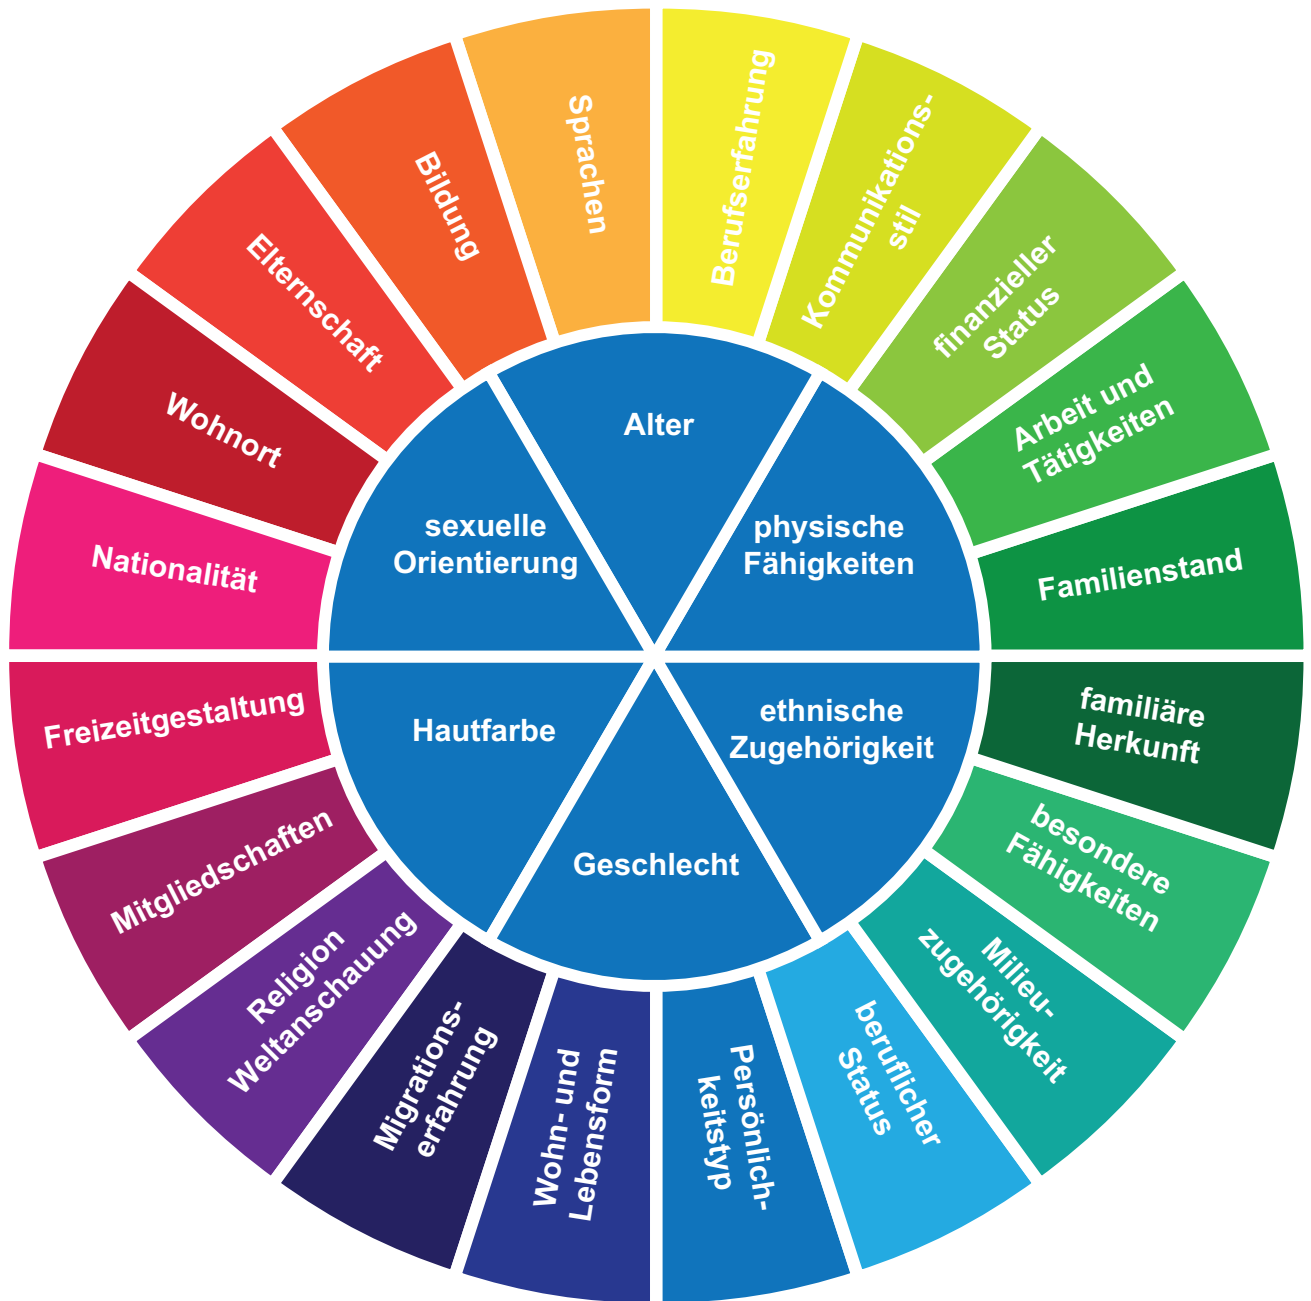 Berufserfahrung
Kommunikations-
stil
finanzieller
Status
Arbeit und
Tätigkeiten
Familienstand
familiäre
Herkunft
besondere
Fähigkeiten
Milieu-
zugehörigkeit
beruflicher
Status
Persönlich-
keitstyp
Wohn- und
Lebensform
Migrations-
erfahrung
Religion
Weltanschauung
Mitgliedschaften
Freizeitgestaltung
Nationalität
Wohnort
Elternschaft
Bildung
Sprachen
Alter
physische
Fähigkeiten
ethnische
Zugehörigkeit
Geschlecht
Hautfarbe
sexuelle
Orientierung